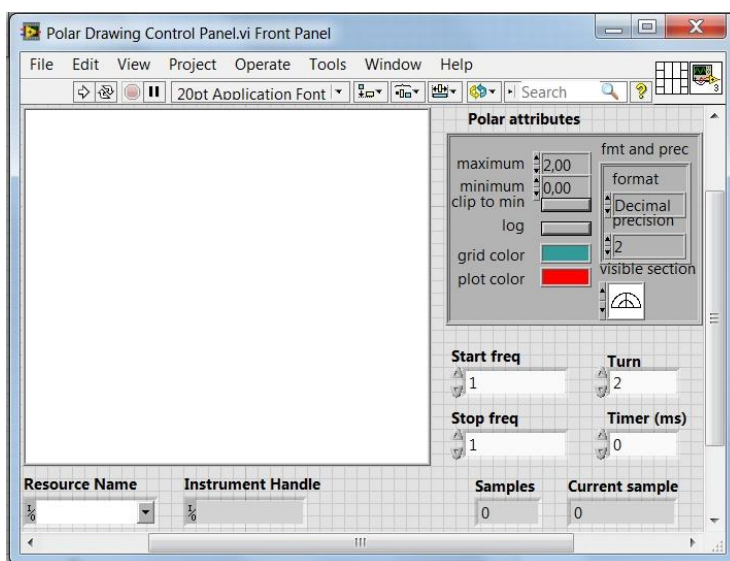 Polar Drawing Control Panel.vi Front Panel
File Edit View Project Operate Tools Window Help
20pt Application Font Search
3
Polar attributes
maximum 2,00
minimum 0,00
clip to min
log
grid color
plot color
fmt and prec
format
Decimal
precision
2
visible section
Start freq
1
Turn
2
Stop freq
1
Timer (ms)
0
Resource Name
Instrument Handle
Samples
0
Current sample
0